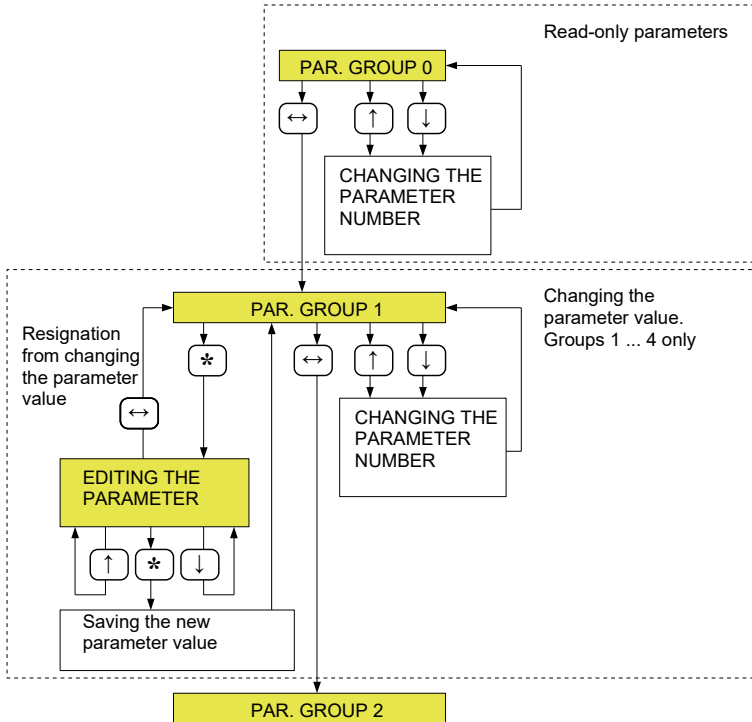 Read-only parameters
PAR. GROUP 0
↔ ↑ ↓
CHANGING THE
PARAMETER
NUMBER
PAR. GROUP 1
Changing the
parameter value.
Groups 1 ... 4 only
Resignation
from changing
the parameter
value
* ↔ ↑ ↓
↔
CHANGING THE
PARAMETER
NUMBER
EDITING THE
PARAMETER
↑ * ↓
Saving the new
parameter value
PAR. GROUP 2